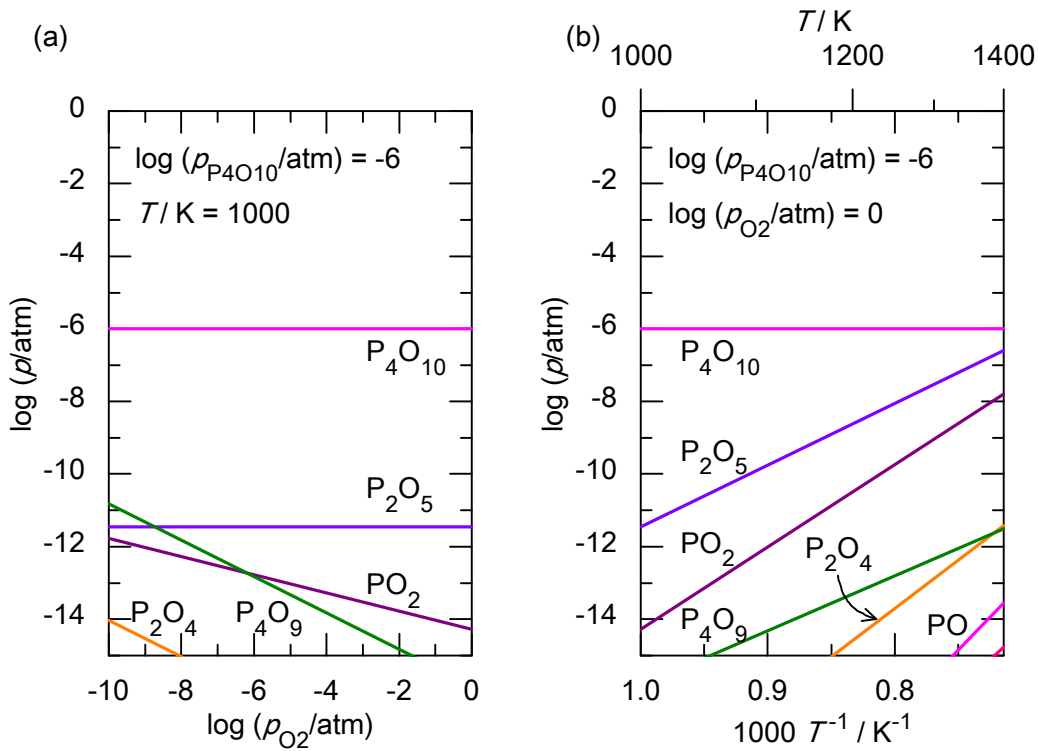 (a)
0
-2
-4
-6
-8
-10
-12
-14
log (p/atm)
log (pP4O10/atm) = -6
T / K = 1000
P4O10
P2O5
PO2
P2O4
P4O9
-10 -8 -6 -4 -2 0
log (pO2/atm)
(b)
T / K
1000 1200 1400
0
-2
-4
-6
-8
-10
-12
-14
log (p/atm)
log (pP4O10/atm) = -6
log (pO2/atm) = 0
P4O10
P2O5
PO2
P2O4
P4O9
PO
1.0 0.9 0.8
1000 T-1 / K-1